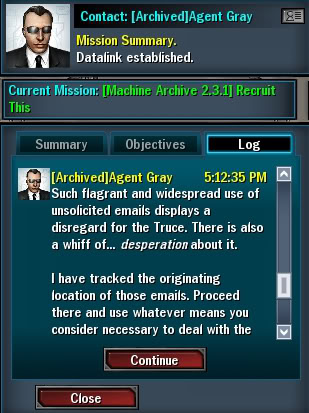 Contact: [Archived]Agent Gray
Mission Summary.
Datalink established.
Current Mission: [Machine Archive 2.3.1] Recruit
This
Summary
Objectives
Log
[Archived]Agent Gray 5:12:35 PM
Such flagrant and widespread use of
unsolicited emails displays a
disregard for the Truce. There is also
a whiff of... desperation about it.
I have tracked the originating
location of those emails. Proceed
there and use whatever means you
consider necessary to deal with the
Continue
Close